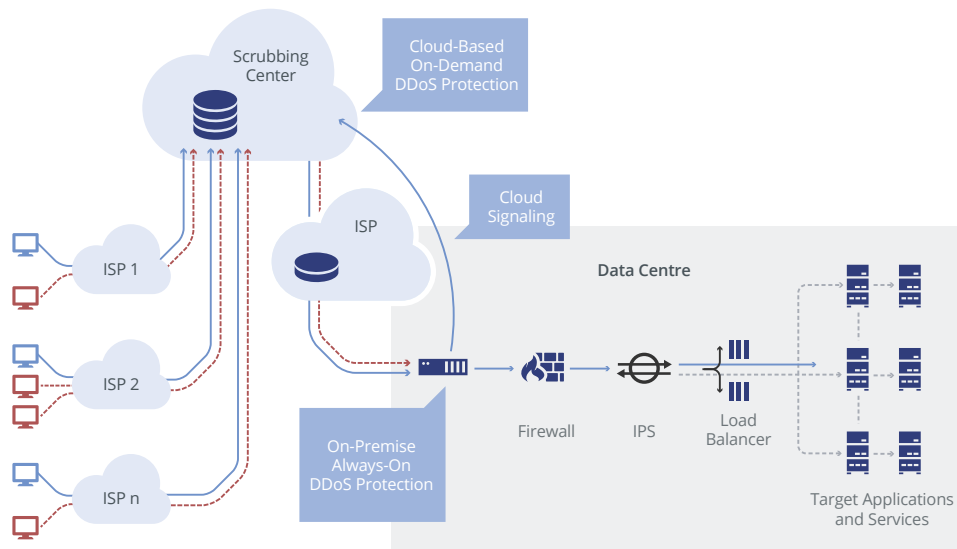 Scrubbing
Center
Cloud-Based
On-Demand
DDoS Protection
Cloud
Signaling
ISP
ISP 1
Data Centre
ISP 2
Firewall
IPS
Load
Balancer
On-Premise
Always-On
DDoS Protection
ISP n
Target Applications
and Services